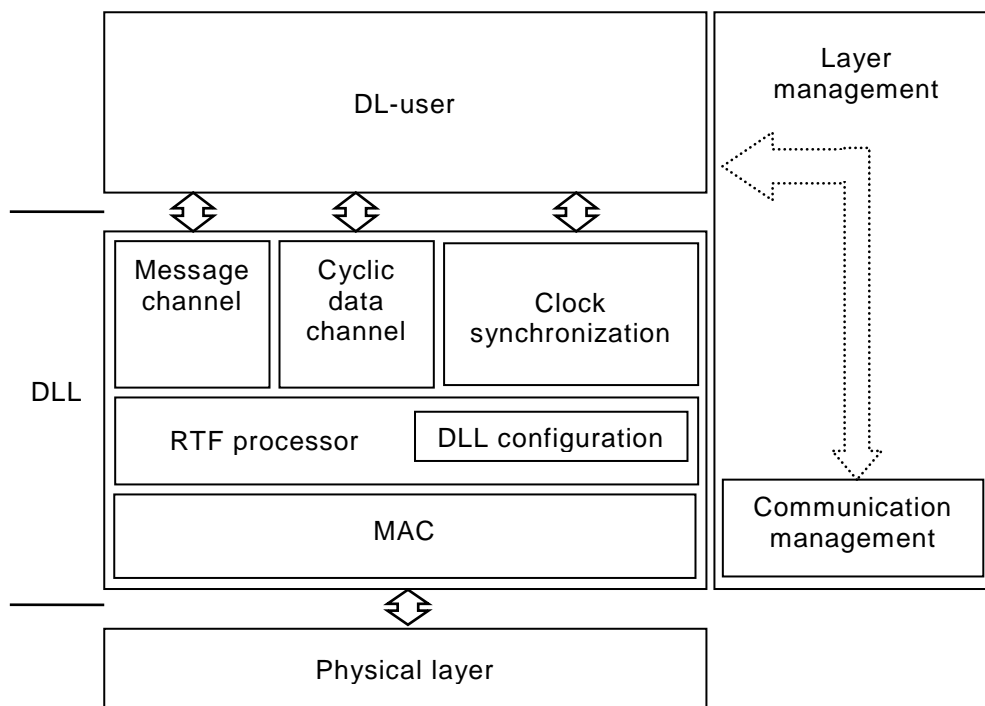 DL-user
Layer
management
Message
channel
Cyclic
data
channel
Clock
synchronization
DLL
RTF processor
DLL configuration
MAC
Communication
management
Physical layer